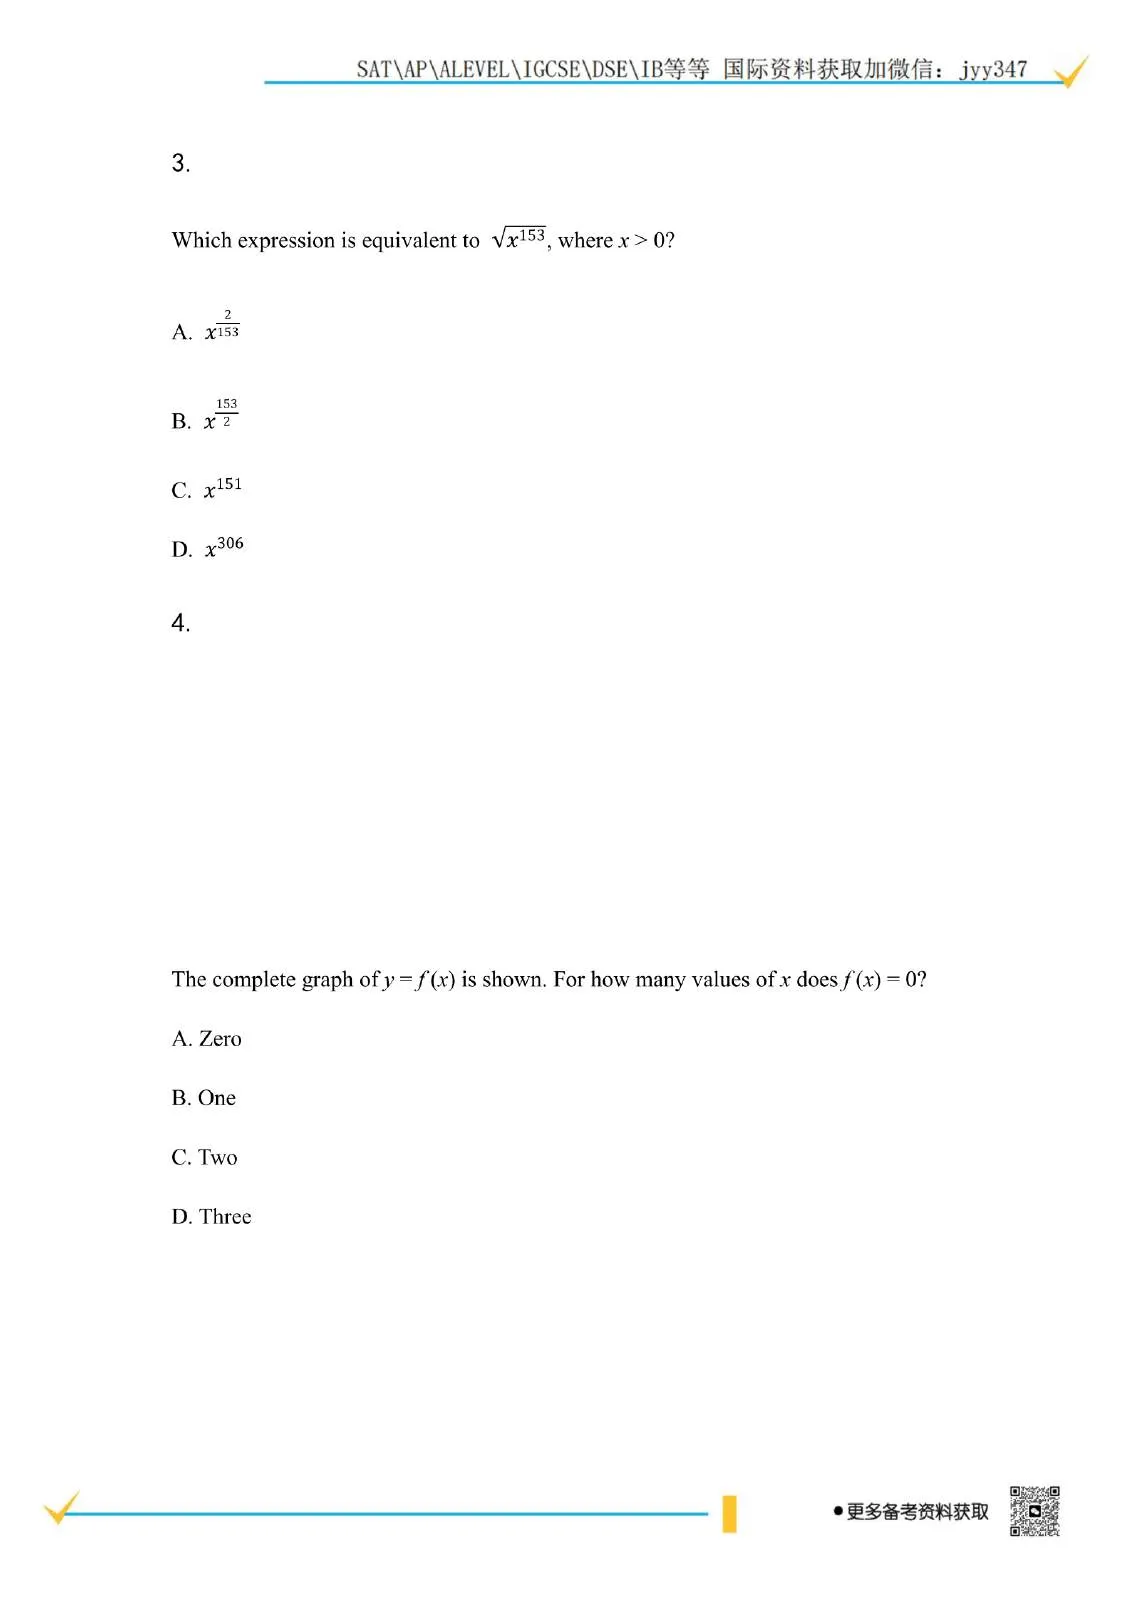 SAT\AP\ALEVEL\IGCSE\DSE\IB等等 国际资料获取加微信：jyy347
3.
Which expression is equivalent to √x^153, where x > 0?
A. x^(2/153)
B. x^(153/2)
C. x^151
D. x^306
4.
The complete graph of y = f (x) is shown. For how many values of x does f (x) = 0?
A. Zero
B. One
C. Two
D. Three
●更多备考资料获取